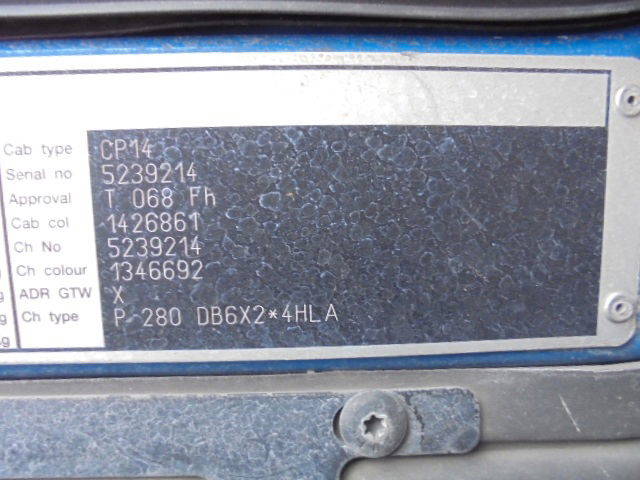 Cab type CP14
Serial no 5239214
Approval T 068 Fh
Cab col 1426861
Ch No 5239214
Ch colour 1346692
g ADR GTW X
g Ch type P 280 DB6X2*4HLA
g